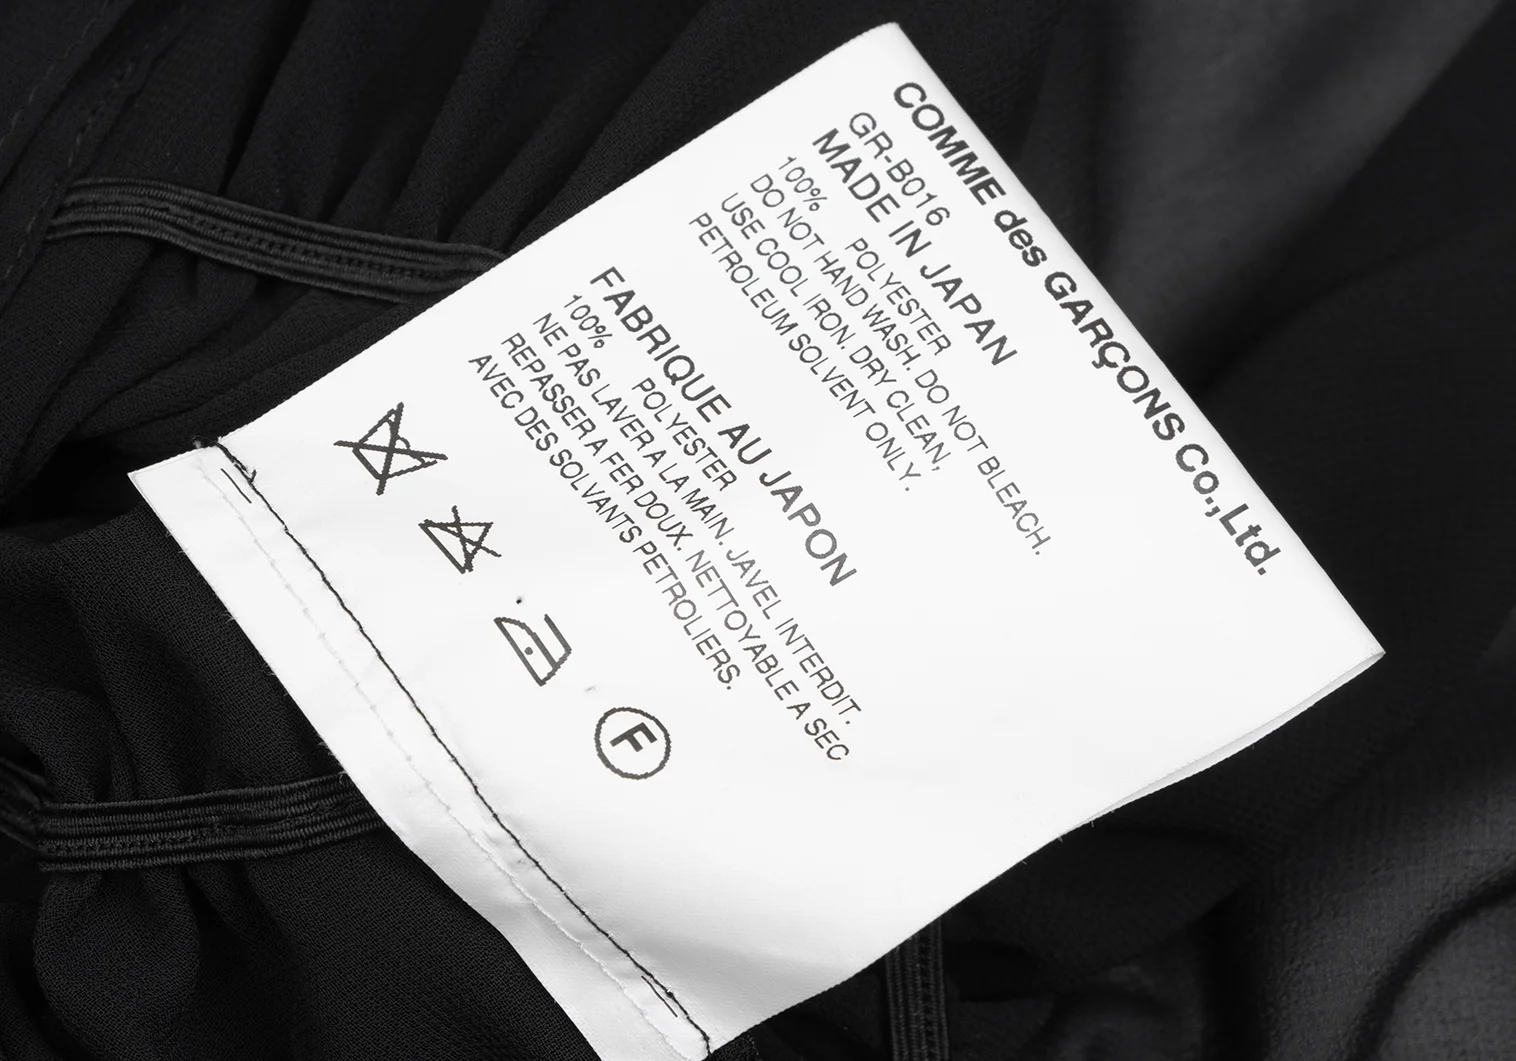 COMME des GARÇONS Co.,Ltd.
GR-B016
MADE IN JAPAN
100% POLYESTER
DO NOT HAND WASH. DO NOT BLEACH.
USE COOL IRON. DRY CLEAN,
PETROLEUM SOLVENT ONLY.
FABRIQUE AU JAPON
100% POLYESTER
NE PAS LAVER A LA MAIN. JAVEL INTERDIT.
REPASSER A FER DOUX. NETTOYABLE A SEC
AVEC DES SOLVANTS PETROLIERS.
F